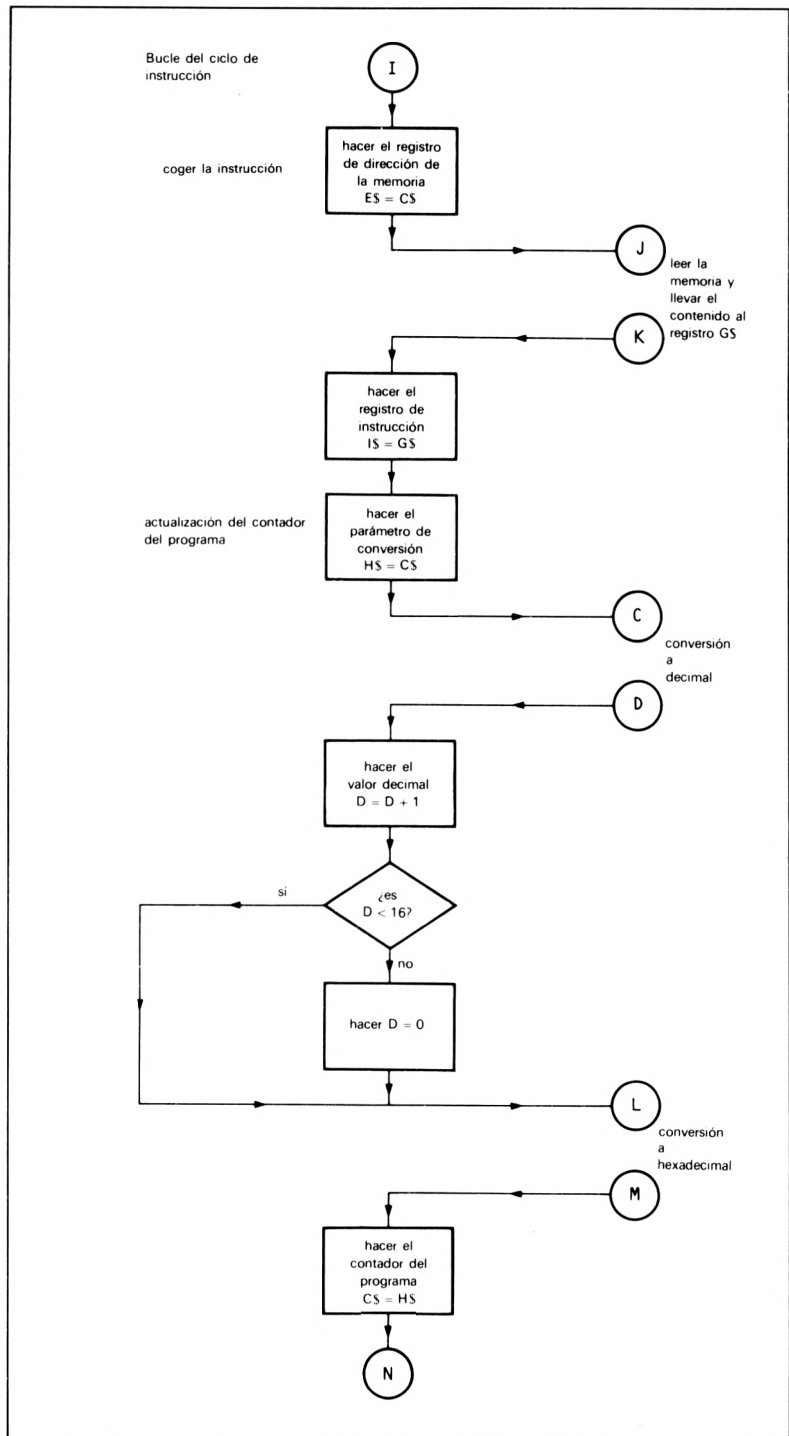 Bucle del ciclo de
instrucción
I
coger la instrucción
hacer el registro
de dirección de
la memoria
E$ = C$
J
leer la
memoria y
llevar el
contenido al
registro G$
K
hacer el
registro de
instrucción
I$ = G$
actualización del contador
del programa
hacer el
parámetro de
conversión
H$ = C$
C
conversión
a
decimal
D
hacer el
valor decimal
D = D + 1
si
¿es
D < 16?
no
hacer D = 0
L
conversión
a
hexadecimal
M
hacer el
contador del
programa
C$ = H$
N